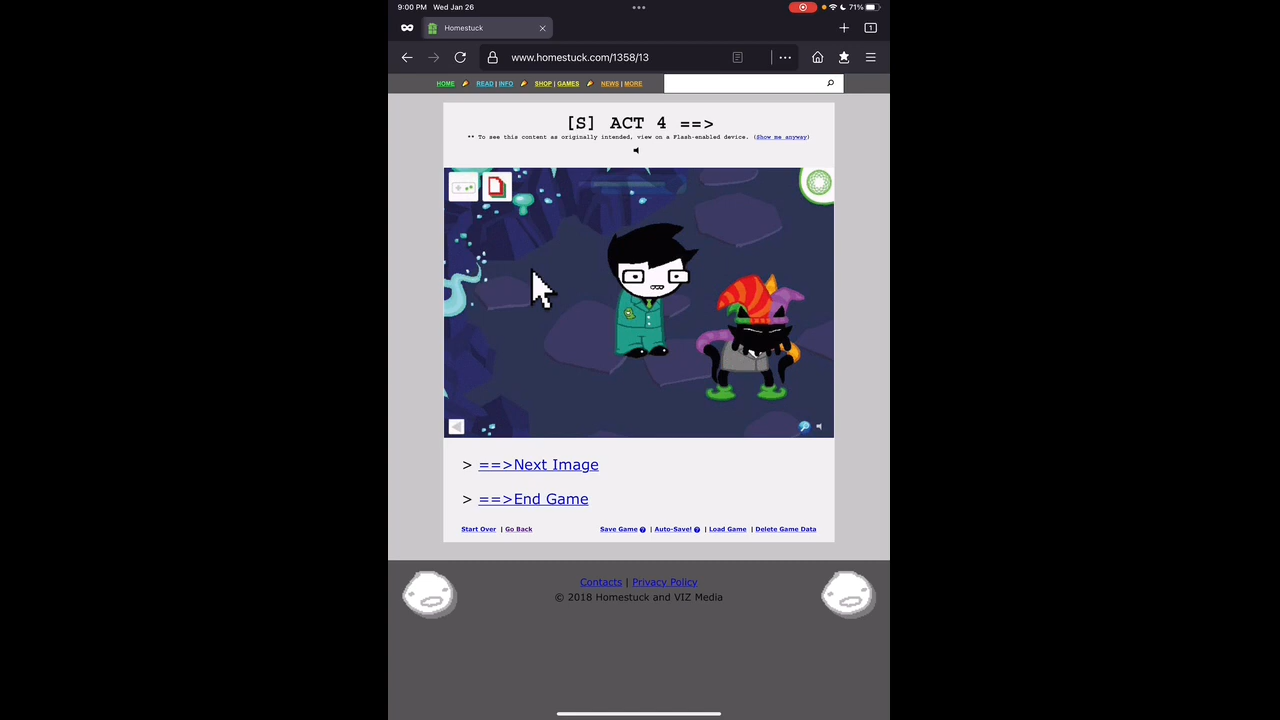 9:00 PM Wed Jan 26 71%
Homestuck 1
www.homestuck.com/1358/13
HOME READ | INFO SHOP | GAMES NEWS | MORE
[S] ACT 4 ==>
** To see this content as originally intended, view on a Flash-enabled device. (Show me anyway)
> ==>Next Image
> ==>End Game
Start Over | Go Back Save Game ? | Auto-Save! ? | Load Game | Delete Game Data
Contacts | Privacy Policy
© 2018 Homestuck and VIZ Media